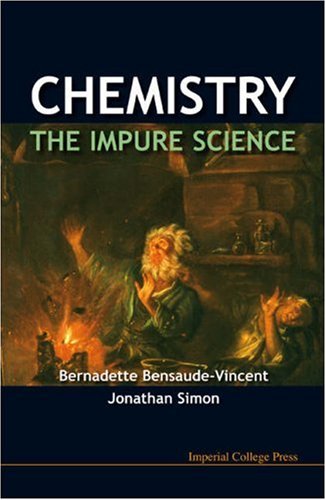 CHEMISTRY
THE IMPURE SCIENCE
Bernadette Bensaude-Vincent
Jonathan Simon
Imperial College Press